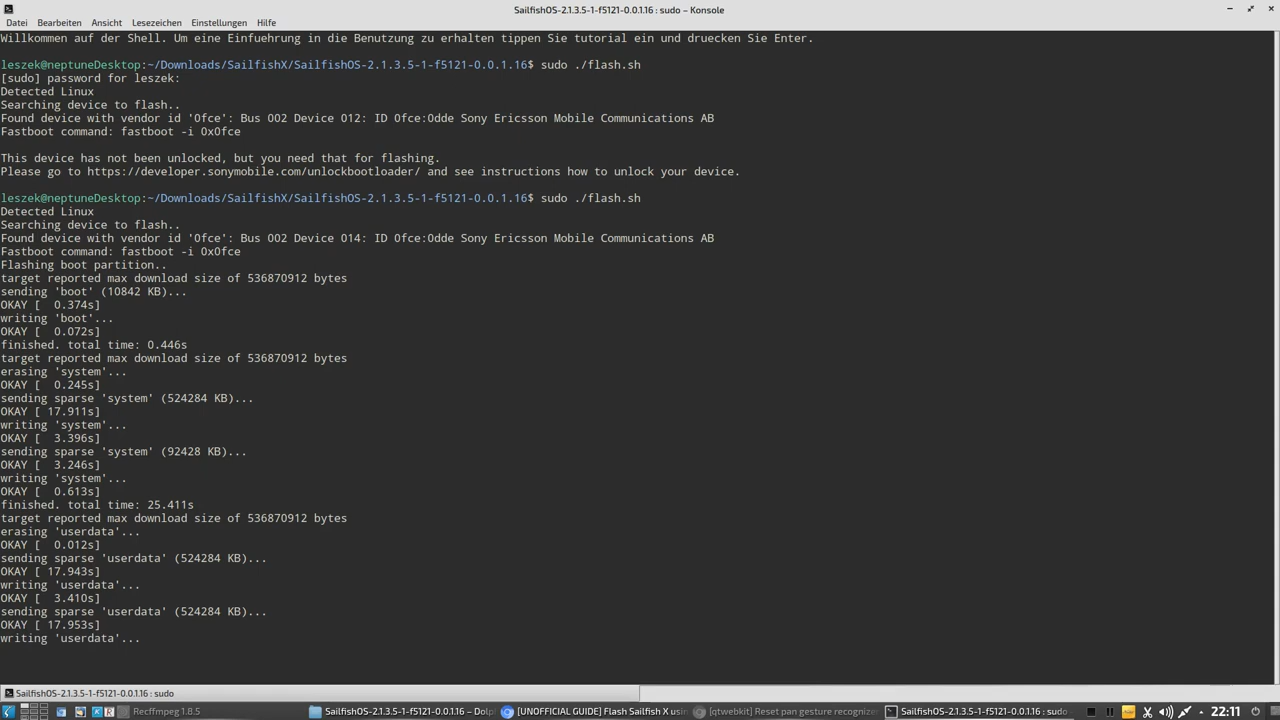 SailfishOS-2.1.3.5-1-f5121-0.0.1.16 : sudo – Konsole
Datei Bearbeiten Ansicht Lesezeichen Einstellungen Hilfe
Willkommen auf der Shell. Um eine Einfuehrung in die Benutzung zu erhalten tippen Sie tutorial ein und druecken Sie Enter.
leszek@neptuneDesktop:~/Downloads/SailfishX/SailfishOS-2.1.3.5-1-f5121-0.0.1.16$ sudo ./flash.sh
[sudo] password for leszek:
Detected Linux
Searching device to flash..
Found device with vendor id '0fce': Bus 002 Device 012: ID 0fce:0dde Sony Ericsson Mobile Communications AB
Fastboot command: fastboot -i 0x0fce
This device has not been unlocked, but you need that for flashing.
Please go to https://developer.sonymobile.com/unlockbootloader/ and see instructions how to unlock your device.
leszek@neptuneDesktop:~/Downloads/SailfishX/SailfishOS-2.1.3.5-1-f5121-0.0.1.16$ sudo ./flash.sh
Detected Linux
Searching device to flash..
Found device with vendor id '0fce': Bus 002 Device 014: ID 0fce:0dde Sony Ericsson Mobile Communications AB
Fastboot command: fastboot -i 0x0fce
Flashing boot partition..
target reported max download size of 536870912 bytes
sending 'boot' (10842 KB)...
OKAY [  0.374s]
writing 'boot'...
OKAY [  0.072s]
finished. total time: 0.446s
target reported max download size of 536870912 bytes
erasing 'system'...
OKAY [  0.245s]
sending sparse 'system' (524284 KB)...
OKAY [ 17.911s]
writing 'system'...
OKAY [  3.396s]
sending sparse 'system' (92428 KB)...
OKAY [  3.246s]
writing 'system'...
OKAY [  0.613s]
finished. total time: 25.411s
target reported max download size of 536870912 bytes
erasing 'userdata'...
OKAY [  0.012s]
sending sparse 'userdata' (524284 KB)...
OKAY [ 17.943s]
writing 'userdata'...
OKAY [  3.410s]
sending sparse 'userdata' (524284 KB)...
OKAY [ 17.953s]
writing 'userdata'...
SailfishOS-2.1.3.5-1-f5121-0.0.1.16 : sudo
Recffmpeg 1.8.5 SailfishOS-2.1.3.5-1-f5121-0.0.1.16 – Dolp [UNOFFICIAL GUIDE] Flash Sailfish X usin [qtwebkit] Reset pan gesture recognize SailfishOS-2.1.3.5-1-f5121-0.0.1.16 : sudo 22:11